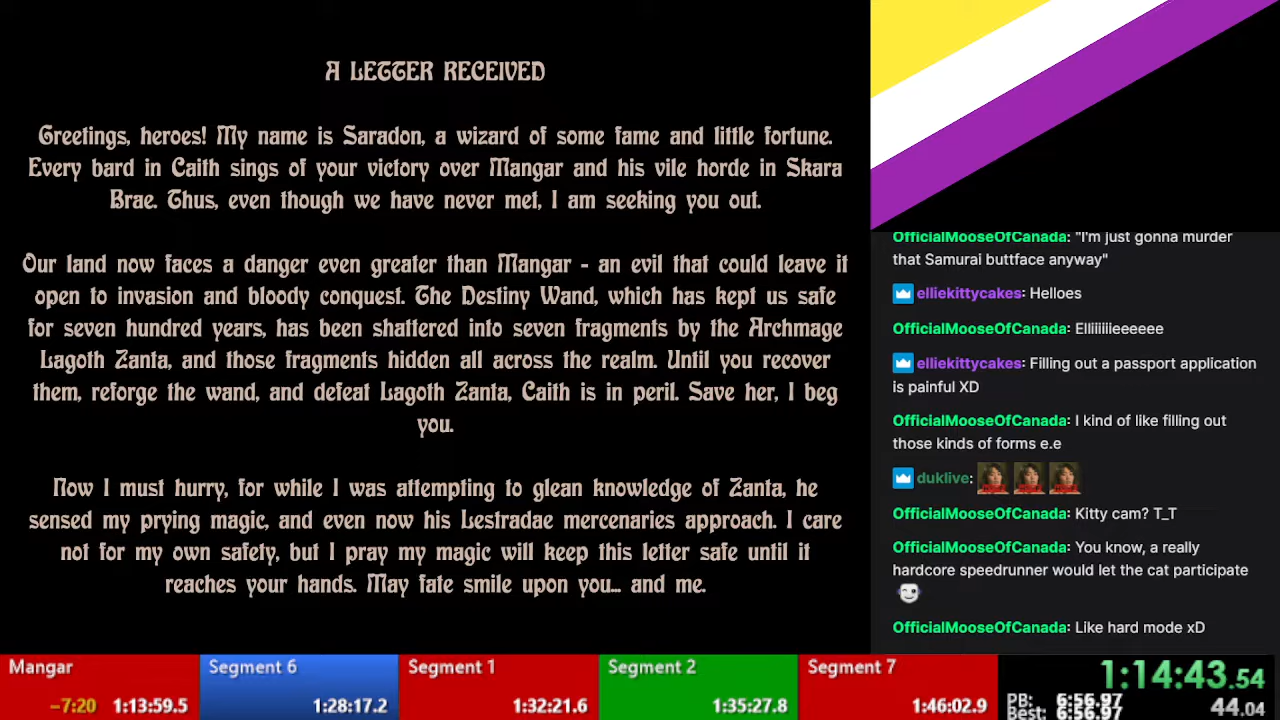 A LETTER RECEIVED
Greetings, heroes! My name is Saradon, a wizard of some fame and little fortune.
Every bard in Caith sings of your victory over Mangar and his vile horde in Skara
Brae. Thus, even though we have never met, I am seeking you out.
Our land now faces a danger even greater than Mangar - an evil that could leave it
open to invasion and bloody conquest. The Destiny Wand, which has kept us safe
for seven hundred years, has been shattered into seven fragments by the Archmage
Lagoth Zanta, and those fragments hidden all across the realm. Until you recover
them, reforge the wand, and defeat Lagoth Zanta, Caith is in peril. Save her, I beg
you.
Now I must hurry, for while I was attempting to glean knowledge of Zanta, he
sensed my prying magic, and even now his Lestradae mercenaries approach. I care
not for my own safety, but I pray my magic will keep this letter safe until it
reaches your hands. May fate smile upon you... and me.
OfficialMooseOfCanada: "I'm just gonna murder
that Samurai buttface anyway"
elliekittycakes: Helloes
OfficialMooseOfCanada: Elliiiiiieeeeee
elliekittycakes: Filling out a passport application
is painful XD
OfficialMooseOfCanada: I kind of like filling out
those kinds of forms e.e
duklive:
OfficialMooseOfCanada: Kitty cam? T_T
OfficialMooseOfCanada: You know, a really
hardcore speedrunner would let the cat participate
OfficialMooseOfCanada: Like hard mode xD
Mangar
-7:20 1:13:59.5
Segment 6
1:28:17.2
Segment 1
1:32:21.6
Segment 2
1:35:27.8
Segment 7
1:46:02.9
1:14:43.54
PB: 6:56.97
Best: 6:56.97
44.04